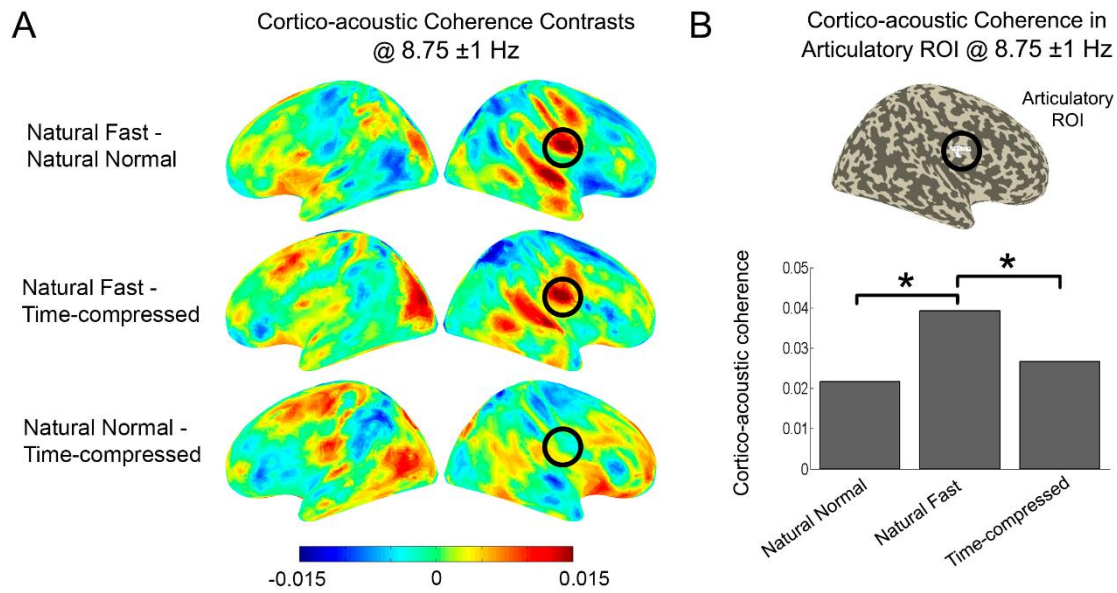 A
Cortico-acoustic Coherence Contrasts
@ 8.75 ±1 Hz
Natural Fast -
Natural Normal
Natural Fast -
Time-compressed
Natural Normal -
Time-compressed
-0.015
0
0.015
B
Cortico-acoustic Coherence in
Articulatory ROI @ 8.75 ±1 Hz
Articulatory
ROI
Cortico-acoustic coherence
0.05
0.04
0.03
0.02
0.01
0
*
*
Natural Normal
Natural Fast
Time-compressed